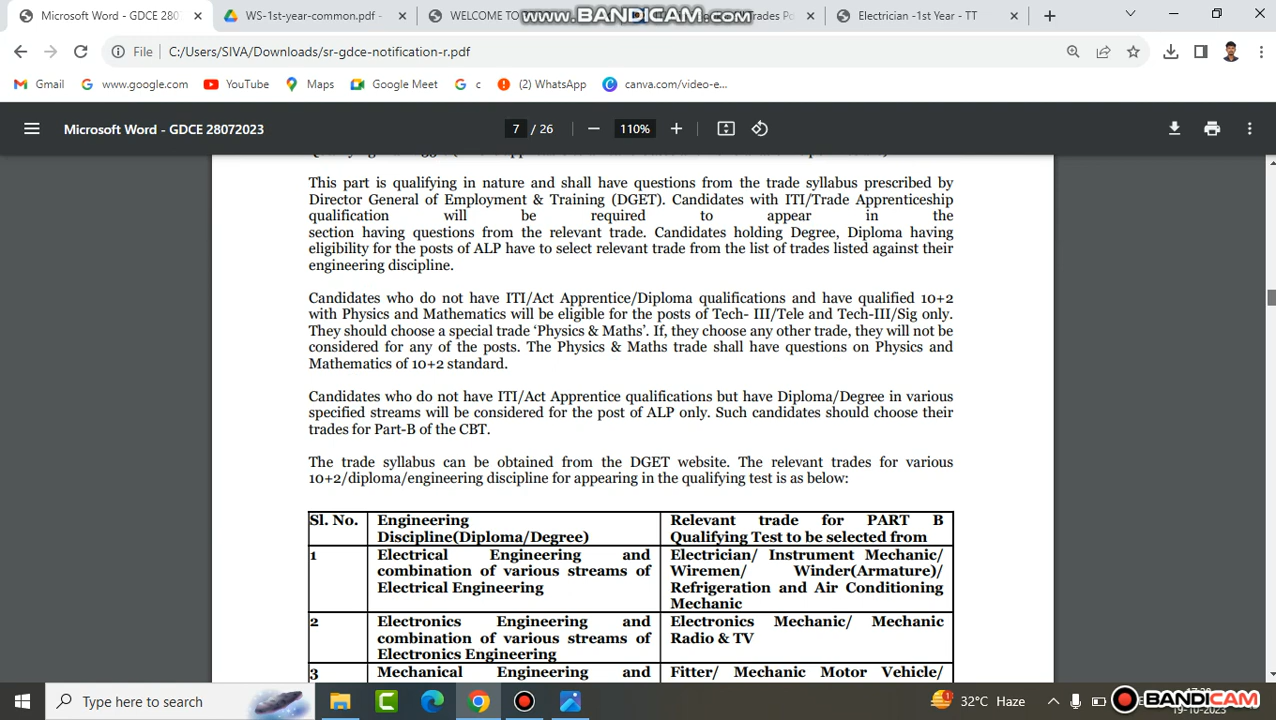 Microsoft Word - GDCE 28072023
WS-1st-year-common.pdf -
WELCOME TO
www.BANDICAM.com
Trades
Electrician -1st Year - TT
File C:/Users/SIVA/Downloads/sr-gdce-notification-r.pdf
Gmail www.google.com YouTube Maps Google Meet c (2) WhatsApp canva.com/video-e...
Microsoft Word - GDCE 28072023 7 / 26 110%
This part is qualifying in nature and shall have questions from the trade syllabus prescribed by
Director General of Employment & Training (DGET). Candidates with ITI/Trade Apprenticeship
qualification will be required to appear in the
section having questions from the relevant trade. Candidates holding Degree, Diploma having
eligibility for the posts of ALP have to select relevant trade from the list of trades listed against their
engineering discipline.
Candidates who do not have ITI/Act Apprentice/Diploma qualifications and have qualified 10+2
with Physics and Mathematics will be eligible for the posts of Tech- III/Tele and Tech-III/Sig only.
They should choose a special trade ‘Physics & Maths’. If, they choose any other trade, they will not be
considered for any of the posts. The Physics & Maths trade shall have questions on Physics and
Mathematics of 10+2 standard.
Candidates who do not have ITI/Act Apprentice qualifications but have Diploma/Degree in various
specified streams will be considered for the post of ALP only. Such candidates should choose their
trades for Part-B of the CBT.
The trade syllabus can be obtained from the DGET website. The relevant trades for various
10+2/diploma/engineering discipline for appearing in the qualifying test is as below:
Sl. No.
Engineering
Discipline(Diploma/Degree)
Relevant trade for PART B
Qualifying Test to be selected from
1
Electrical Engineering and
combination of various streams of
Electrical Engineering
Electrician/ Instrument Mechanic/
Wiremen/ Winder(Armature)/
Refrigeration and Air Conditioning
Mechanic
2
Electronics Engineering and
combination of various streams of
Electronics Engineering
Electronics Mechanic/ Mechanic
Radio & TV
3
Mechanical Engineering and
Fitter/ Mechanic Motor Vehicle/
Type here to search
32°C Haze
19-10-2023
BANDICAM